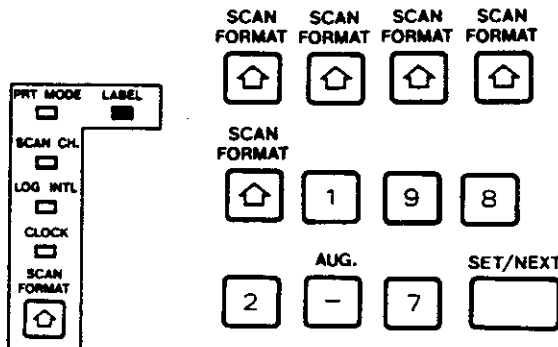 SCAN FORMAT SCAN FORMAT SCAN FORMAT SCAN FORMAT
PRT MODE LABEL
SCAN CH.
LOG INTL
CLOCK
SCAN
FORMAT
SCAN
FORMAT
1 9 8
AUG. SET/NEXT
2 - 7